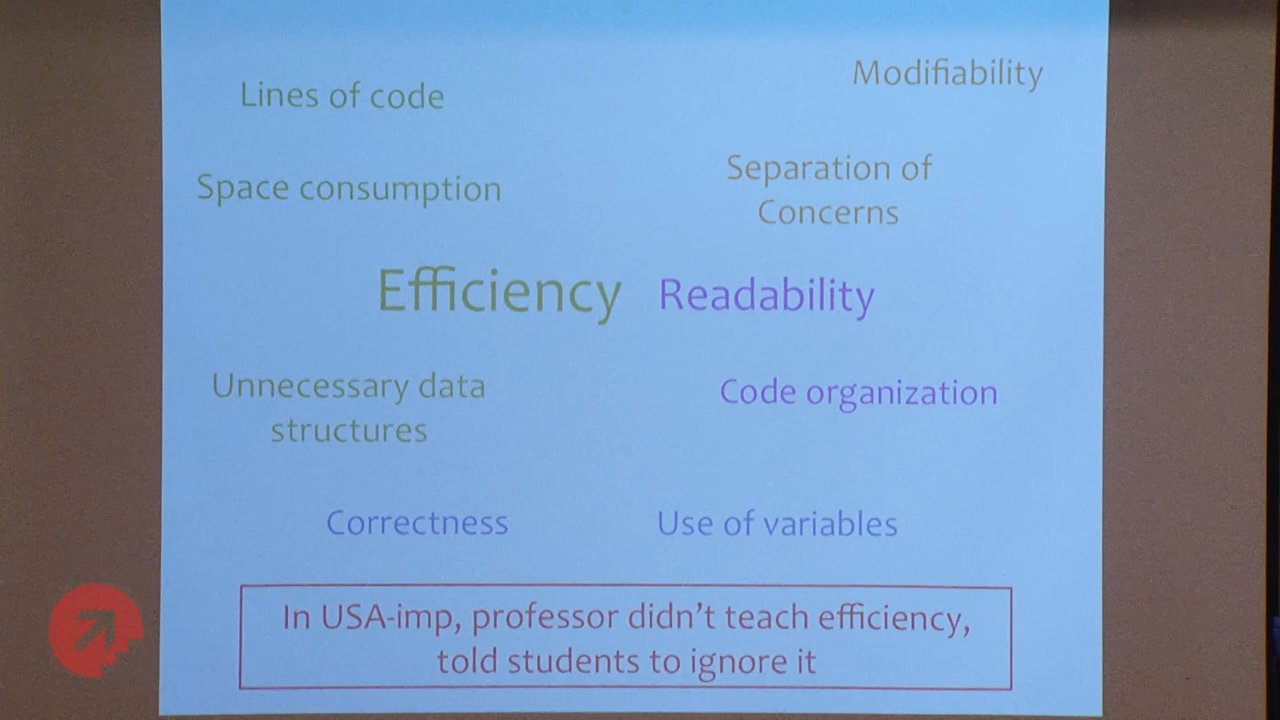 Lines of code
Modifiability
Space consumption
Separation of
Concerns
Efficiency
Readability
Unnecessary data
structures
Code organization
Correctness
Use of variables
In USA-imp, professor didn't teach efficiency,
told students to ignore it